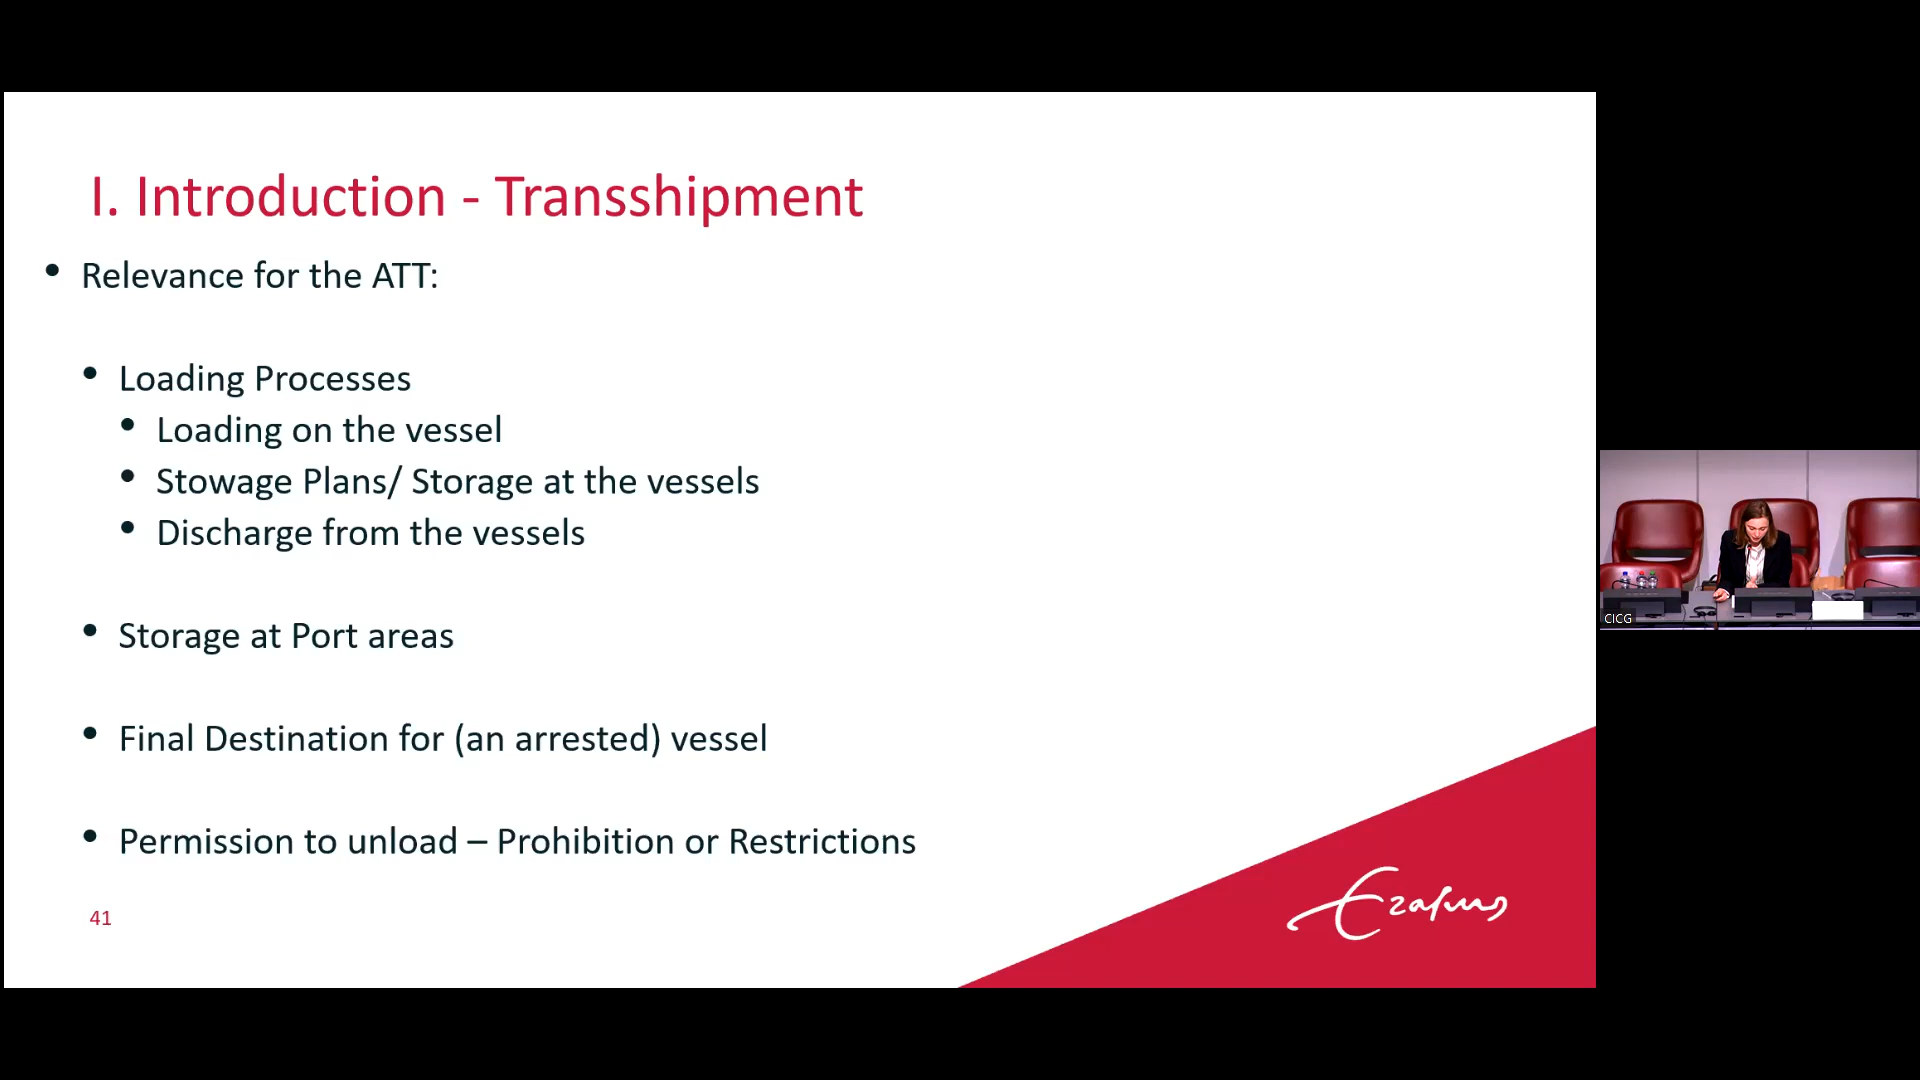 I. Introduction - Transshipment
• Relevance for the ATT:
• Loading Processes
• Loading on the vessel
• Stowage Plans/ Storage at the vessels
• Discharge from the vessels
• Storage at Port areas
• Final Destination for (an arrested) vessel
• Permission to unload – Prohibition or Restrictions
41
Erasmus
CICG